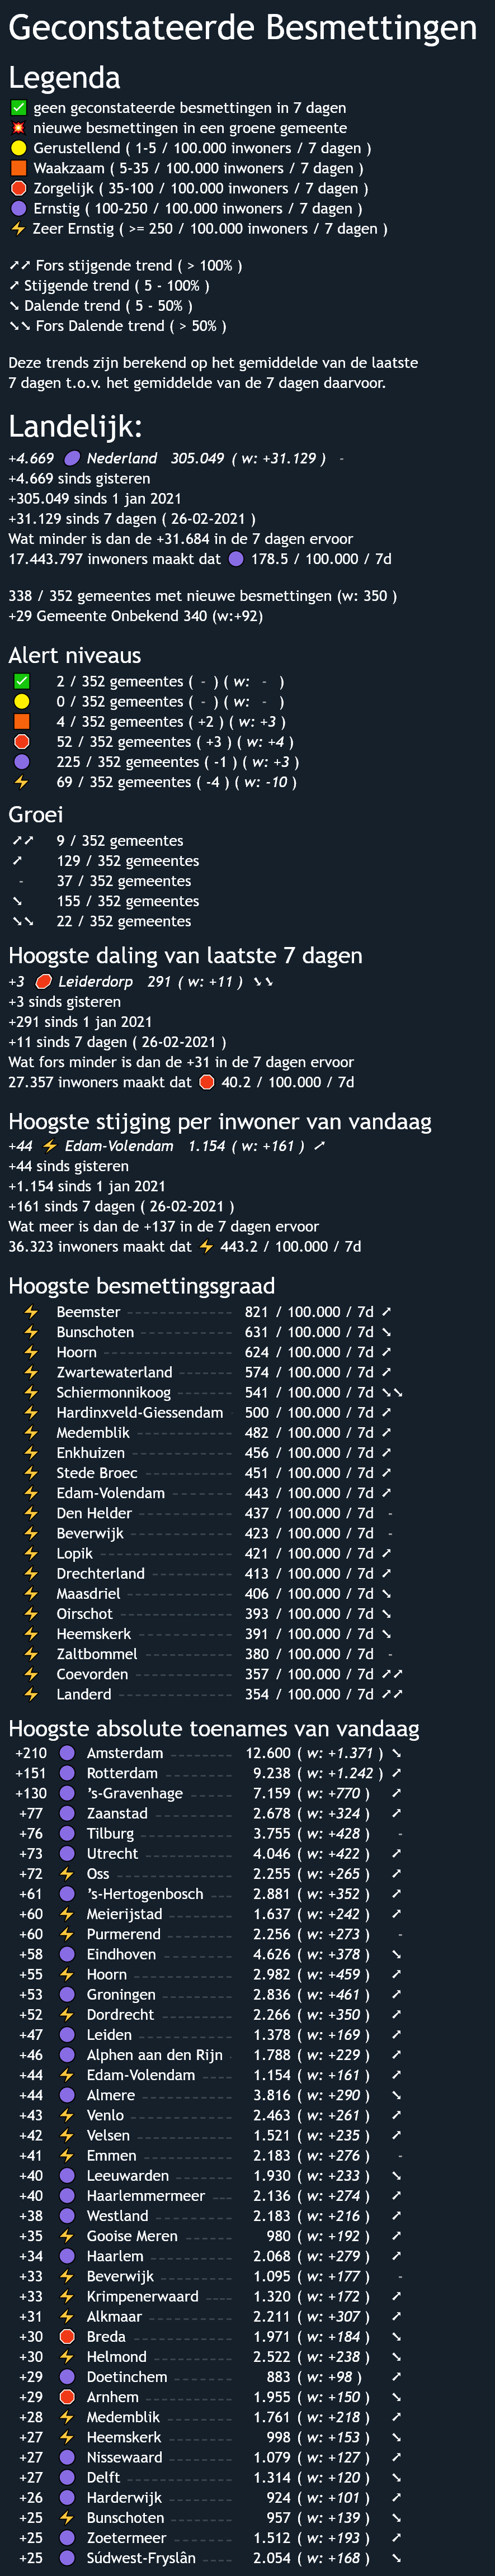 Geconstateerde Besmettingen
Legenda
✅ geen geconstateerde besmettingen in 7 dagen
💥 nieuwe besmettingen in een groene gemeente
🟡 Gerustellend ( 1-5 / 100.000 inwoners / 7 dagen )
🟧 Waakzaam ( 5-35 / 100.000 inwoners / 7 dagen )
🛑 Zorgelijk ( 35-100 / 100.000 inwoners / 7 dagen )
🟣 Ernstig ( 100-250 / 100.000 inwoners / 7 dagen )
⚡ Zeer Ernstig ( >= 250 / 100.000 inwoners / 7 dagen )
➚➚ Fors stijgende trend ( > 100% )
➚ Stijgende trend ( 5 - 100% )
➘ Dalende trend ( 5 - 50% )
➘➘ Fors Dalende trend ( > 50% )
Deze trends zijn berekend op het gemiddelde van de laatste
7 dagen t.o.v. het gemiddelde van de 7 dagen daarvoor.
Landelijk:
+4.669 🟣 Nederland 305.049 ( w: +31.129 ) -
+4.669 sinds gisteren
+305.049 sinds 1 jan 2021
+31.129 sinds 7 dagen ( 26-02-2021 )
Wat minder is dan de +31.684 in de 7 dagen ervoor
17.443.797 inwoners maakt dat 🟣 178.5 / 100.000 / 7d
338 / 352 gemeentes met nieuwe besmettingen (w: 350 )
+29 Gemeente Onbekend 340 (w:+92)
Alert niveaus
✅ 2 / 352 gemeentes ( - ) ( w: - )
🟡 0 / 352 gemeentes ( - ) ( w: - )
🟧 4 / 352 gemeentes ( +2 ) ( w: +3 )
🛑 52 / 352 gemeentes ( +3 ) ( w: +4 )
🟣 225 / 352 gemeentes ( -1 ) ( w: +3 )
⚡ 69 / 352 gemeentes ( -4 ) ( w: -10 )
Groei
➚➚ 9 / 352 gemeentes
➚ 129 / 352 gemeentes
- 37 / 352 gemeentes
➘ 155 / 352 gemeentes
➘➘ 22 / 352 gemeentes
Hoogste daling van laatste 7 dagen
+3 🛑 Leiderdorp 291 ( w: +11 ) ➘➘
+3 sinds gisteren
+291 sinds 1 jan 2021
+11 sinds 7 dagen ( 26-02-2021 )
Wat fors minder is dan de +31 in de 7 dagen ervoor
27.357 inwoners maakt dat 🛑 40.2 / 100.000 / 7d
Hoogste stijging per inwoner van vandaag
+44 ⚡ Edam-Volendam 1.154 ( w: +161 ) ➚
+44 sinds gisteren
+1.154 sinds 1 jan 2021
+161 sinds 7 dagen ( 26-02-2021 )
Wat meer is dan de +137 in de 7 dagen ervoor
36.323 inwoners maakt dat ⚡ 443.2 / 100.000 / 7d
Hoogste besmettingsgraad
⚡ Beemster 821 / 100.000 / 7d ➚
⚡ Bunschoten 631 / 100.000 / 7d ➘
⚡ Hoorn 624 / 100.000 / 7d ➚
⚡ Zwartewaterland 574 / 100.000 / 7d ➚
⚡ Schiermonnikoog 541 / 100.000 / 7d ➘➘
⚡ Hardinxveld-Giessendam 500 / 100.000 / 7d ➚
⚡ Medemblik 482 / 100.000 / 7d ➚
⚡ Enkhuizen 456 / 100.000 / 7d ➚
⚡ Stede Broec 451 / 100.000 / 7d ➚
⚡ Edam-Volendam 443 / 100.000 / 7d ➚
⚡ Den Helder 437 / 100.000 / 7d -
⚡ Beverwijk 423 / 100.000 / 7d -
⚡ Lopik 421 / 100.000 / 7d ➚
⚡ Drechterland 413 / 100.000 / 7d ➚
⚡ Maasdriel 406 / 100.000 / 7d ➘
⚡ Oirschot 393 / 100.000 / 7d ➘
⚡ Heemskerk 391 / 100.000 / 7d ➘
⚡ Zaltbommel 380 / 100.000 / 7d -
⚡ Coevorden 357 / 100.000 / 7d ➚➚
⚡ Landerd 354 / 100.000 / 7d ➚➚
Hoogste absolute toenames van vandaag
+210 🟣 Amsterdam 12.600 ( w: +1.371 ) ➘
+151 🟣 Rotterdam 9.238 ( w: +1.242 ) ➚
+130 🟣 's-Gravenhage 7.159 ( w: +770 ) ➚
+77 🟣 Zaanstad 2.678 ( w: +324 ) ➚
+76 🟣 Tilburg 3.755 ( w: +428 ) -
+73 🟣 Utrecht 4.046 ( w: +422 ) ➚
+72 ⚡ Oss 2.255 ( w: +265 ) ➚
+61 🟣 's-Hertogenbosch 2.881 ( w: +352 ) ➚
+60 ⚡ Meierijstad 1.637 ( w: +242 ) ➚
+60 ⚡ Purmerend 2.256 ( w: +273 ) -
+58 🟣 Eindhoven 4.626 ( w: +378 ) ➘
+55 ⚡ Hoorn 2.982 ( w: +459 ) ➚
+53 🟣 Groningen 2.836 ( w: +461 ) ➚
+52 ⚡ Dordrecht 2.266 ( w: +350 ) ➚
+47 🟣 Leiden 1.378 ( w: +169 ) ➚
+46 🟣 Alphen aan den Rijn 1.788 ( w: +229 ) ➚
+44 ⚡ Edam-Volendam 1.154 ( w: +161 ) ➚
+44 🟣 Almere 3.816 ( w: +290 ) ➘
+43 ⚡ Venlo 2.463 ( w: +261 ) ➚
+42 ⚡ Velsen 1.521 ( w: +235 ) ➚
+41 ⚡ Emmen 2.183 ( w: +276 ) -
+40 🟣 Leeuwarden 1.930 ( w: +233 ) ➘
+40 🟣 Haarlemmermeer 2.136 ( w: +274 ) ➚
+38 🟣 Westland 2.183 ( w: +216 ) ➚
+35 ⚡ Gooise Meren 980 ( w: +192 ) ➚
+34 🟣 Haarlem 2.068 ( w: +279 ) ➚
+33 ⚡ Beverwijk 1.095 ( w: +177 ) -
+33 ⚡ Krimpenerwaard 1.320 ( w: +172 ) ➚
+31 ⚡ Alkmaar 2.211 ( w: +307 ) ➚
+30 🛑 Breda 1.971 ( w: +184 ) ➘
+30 ⚡ Helmond 2.522 ( w: +238 ) ➘
+29 🟣 Doetinchem 883 ( w: +98 ) ➚
+29 🛑 Arnhem 1.955 ( w: +150 ) ➘
+28 ⚡ Medemblik 1.761 ( w: +218 ) ➚
+27 ⚡ Heemskerk 998 ( w: +153 ) ➘
+27 🟣 Nissewaard 1.079 ( w: +127 ) ➚
+27 🟣 Delft 1.314 ( w: +120 ) ➘
+26 🟣 Harderwijk 924 ( w: +101 ) ➚
+25 ⚡ Bunschoten 957 ( w: +139 ) ➘
+25 🟣 Zoetermeer 1.512 ( w: +193 ) ➚
+25 🟣 Súdwest-Fryslân 2.054 ( w: +168 ) ➘